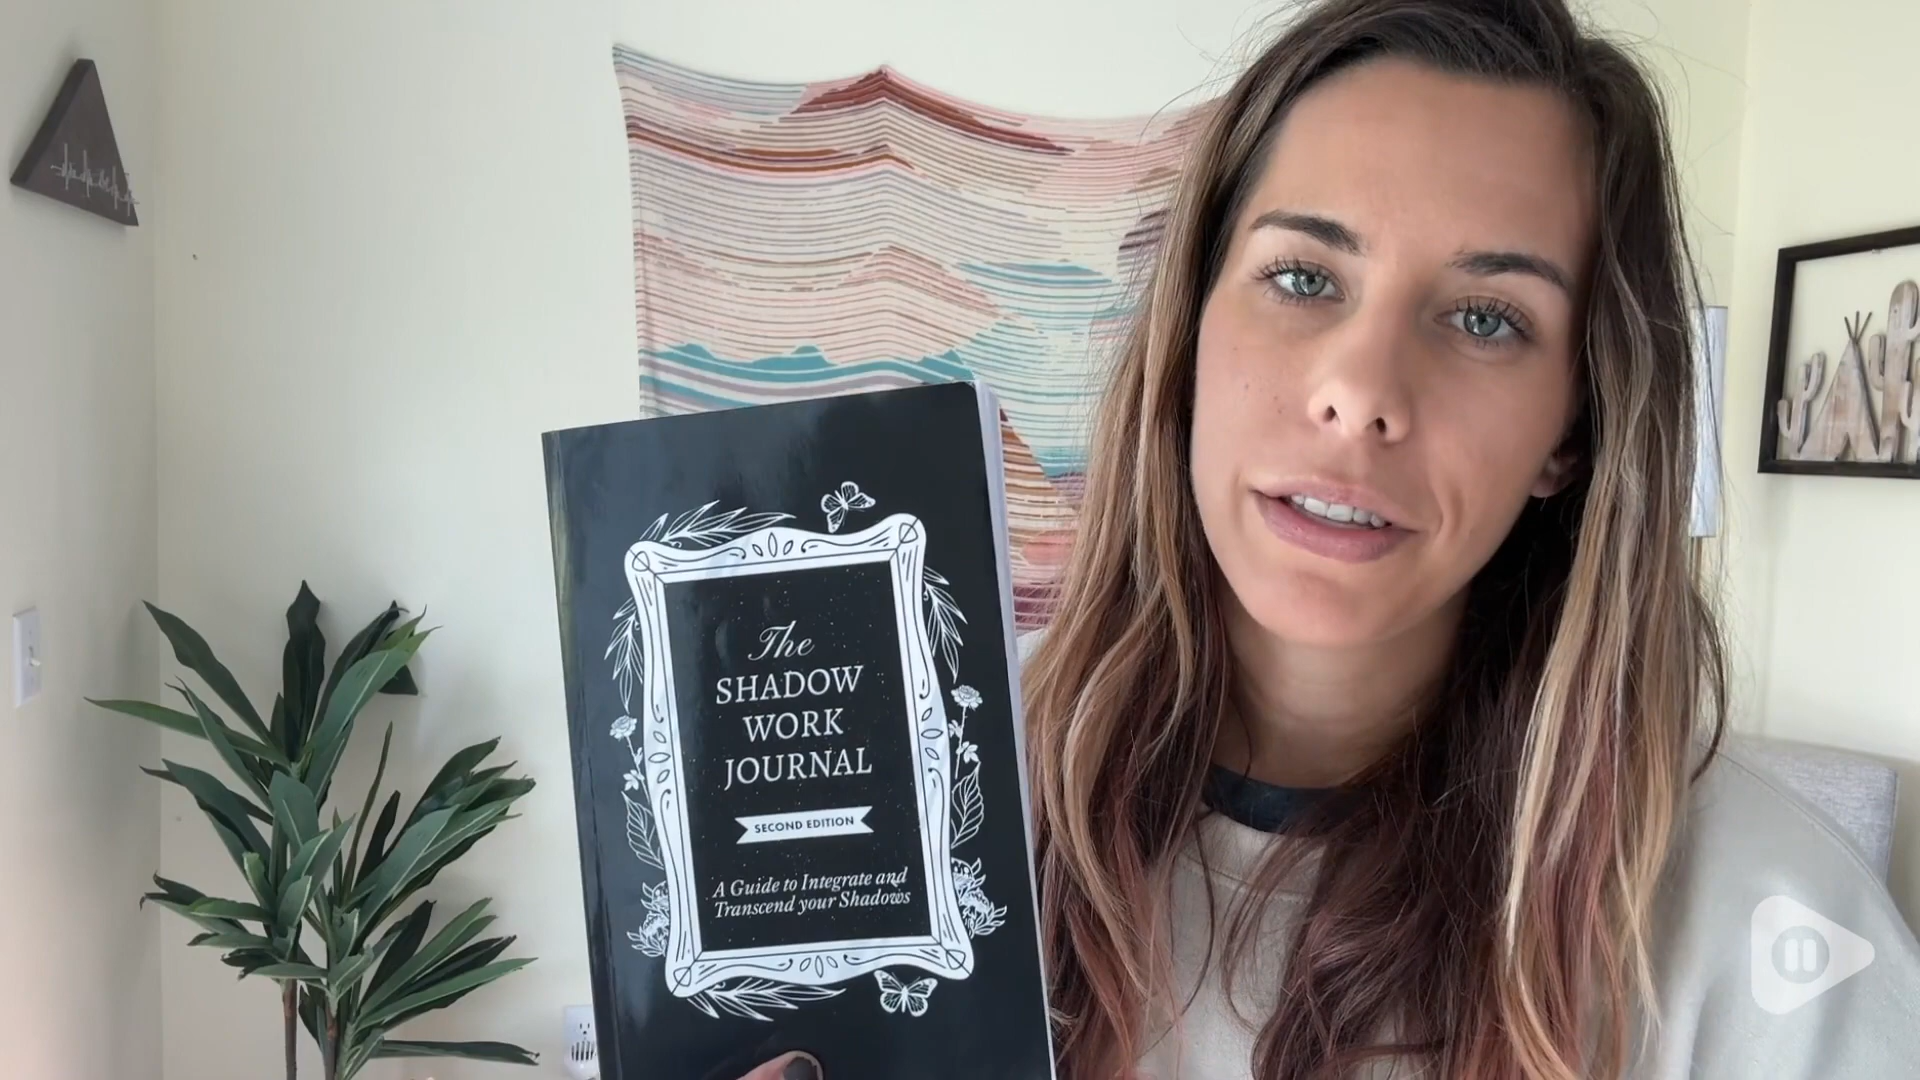 The
SHADOW
WORK
JOURNAL
SECOND EDITION
A Guide to Integrate and
Transcend your Shadows